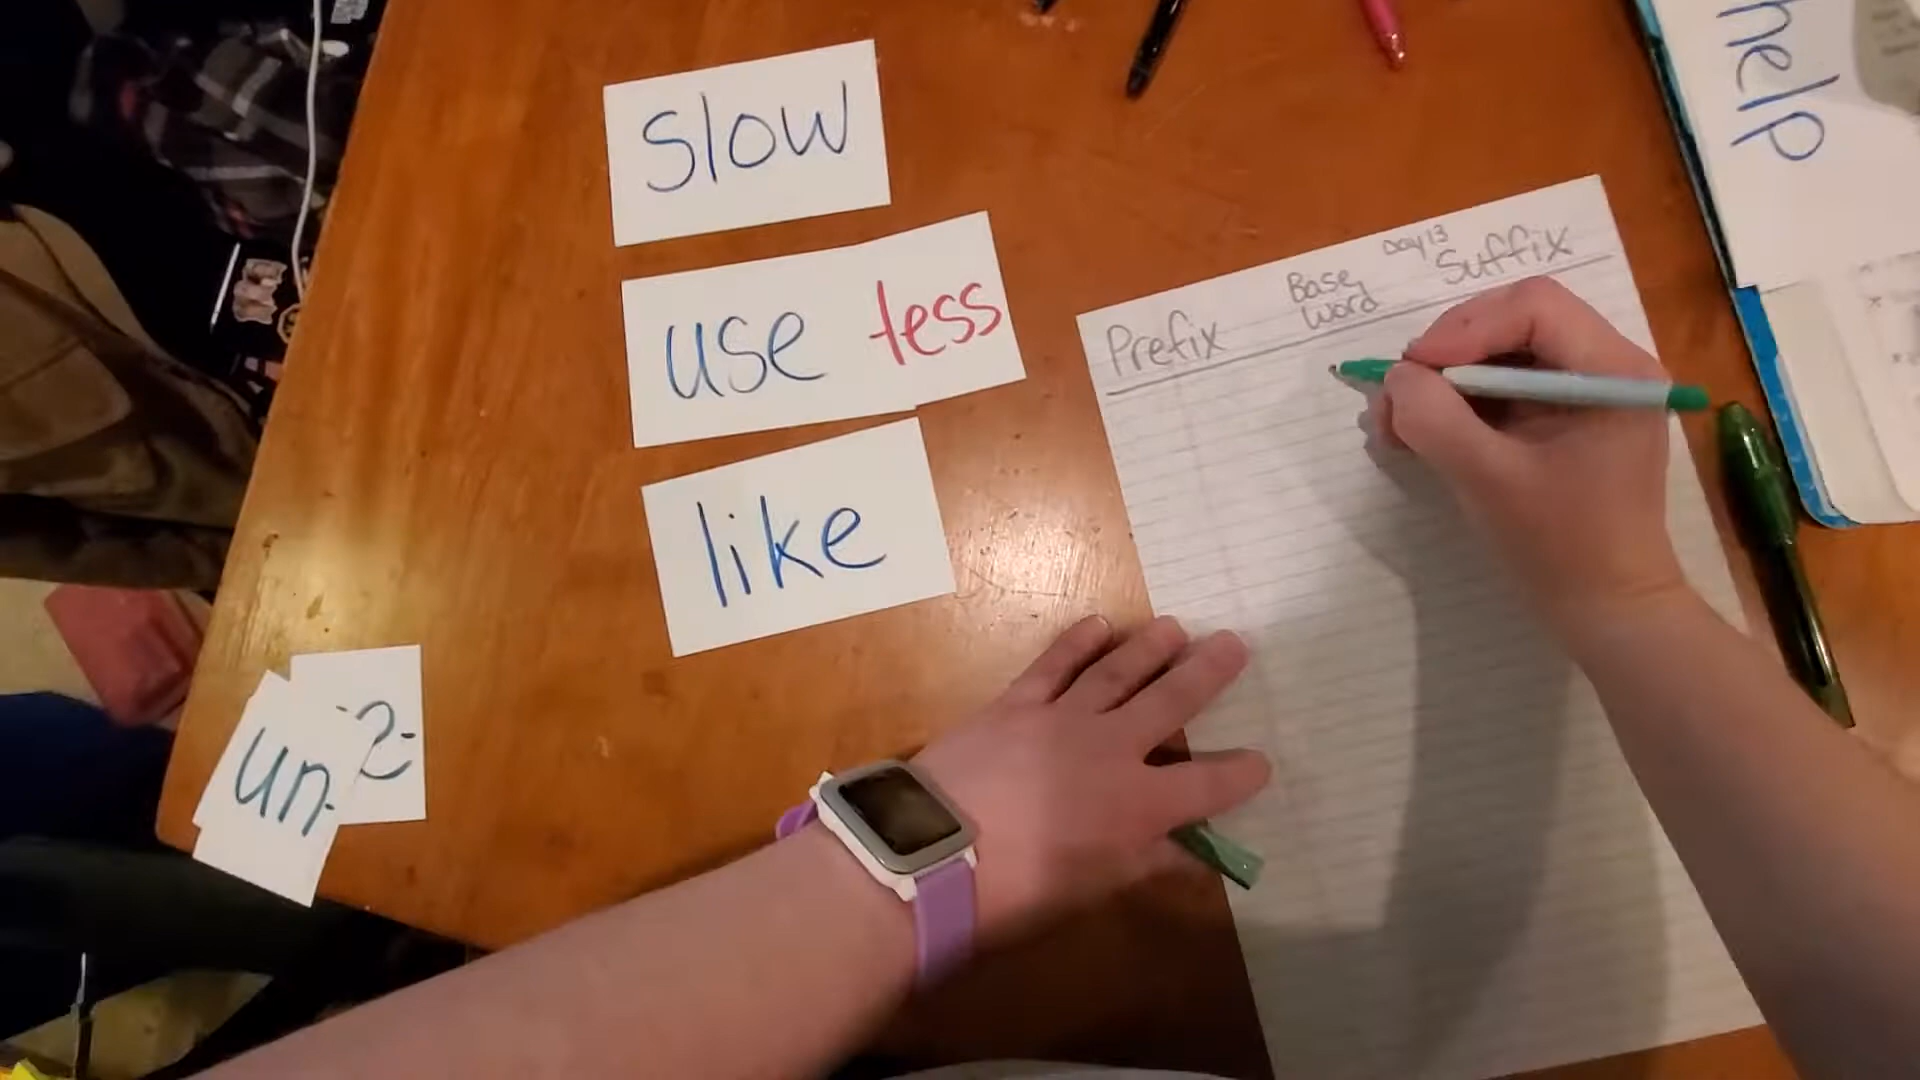 slow
use less
like
un-
help
Day 13
Prefix Base Suffix
Word